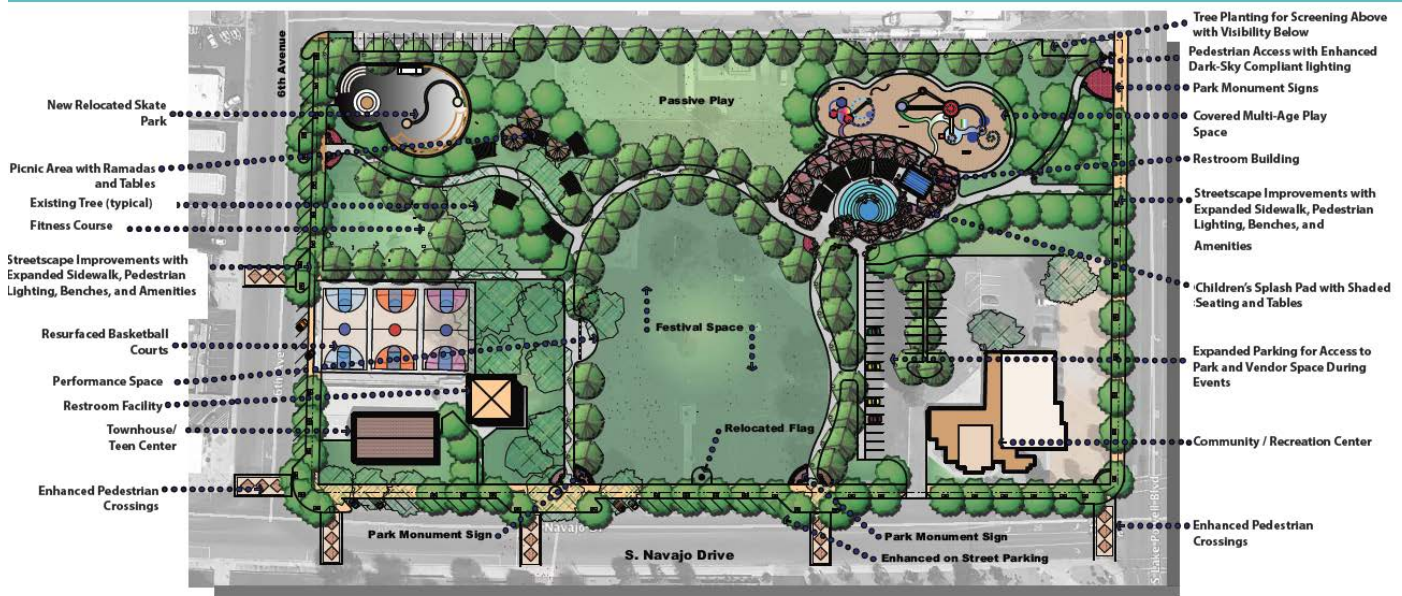 New Relocated Skate
Park
Picnic Area with Ramadas
and Tables
Existing Tree (typical)
Fitness Course
Streetscape Improvements with
Expanded Sidewalk, Pedestrian
Lighting, Benches, and Amenities
Resurfaced Basketball
Courts
Performance Space
Restroom Facility
Townhouse/
Teen Center
Enhanced Pedestrian
Crossings
6th Avenue
Passive Play
Festival Space
Relocated Flag
Park Monument Sign
Navajo
S. Navajo Drive
Park Monument Sign
Enhanced on Street Parking
Tree Planting for Screening Above
with Visibility Below
Pedestrian Access with Enhanced
Dark-Sky Compliant lighting
Park Monument Signs
Covered Multi-Age Play
Space
Restroom Building
Streetscape Improvements with
Expanded Sidewalk, Pedestrian
Lighting, Benches, and
Amenities
Children's Splash Pad with Shaded
Seating and Tables
Expanded Parking for Access to
Park and Vendor Space During
Events
Community / Recreation Center
Enhanced Pedestrian
Crossings